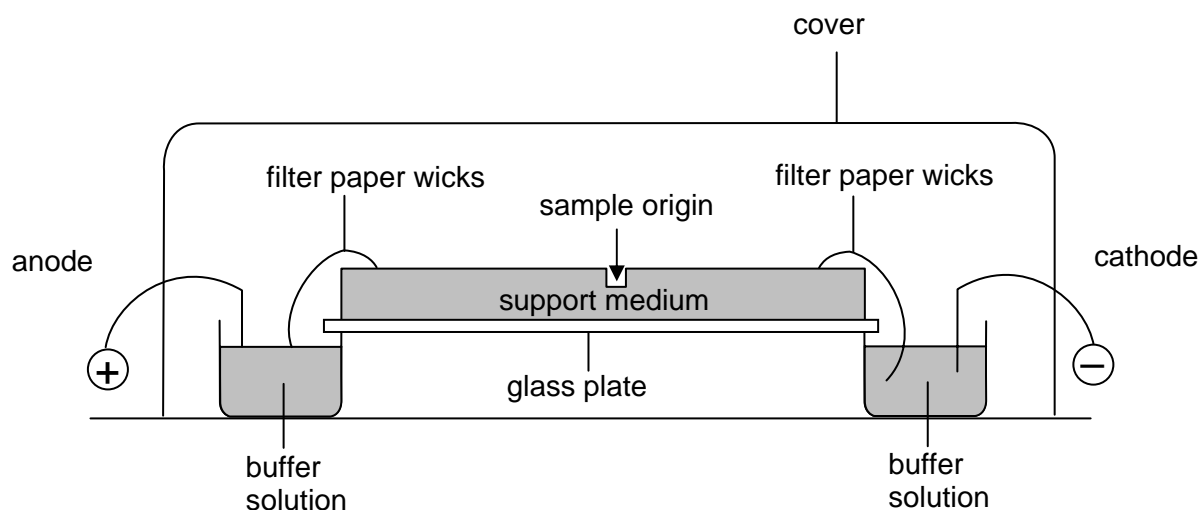 cover
filter paper wicks
filter paper wicks
sample origin
anode
cathode
support medium
+
−
glass plate
buffer
solution
buffer
solution